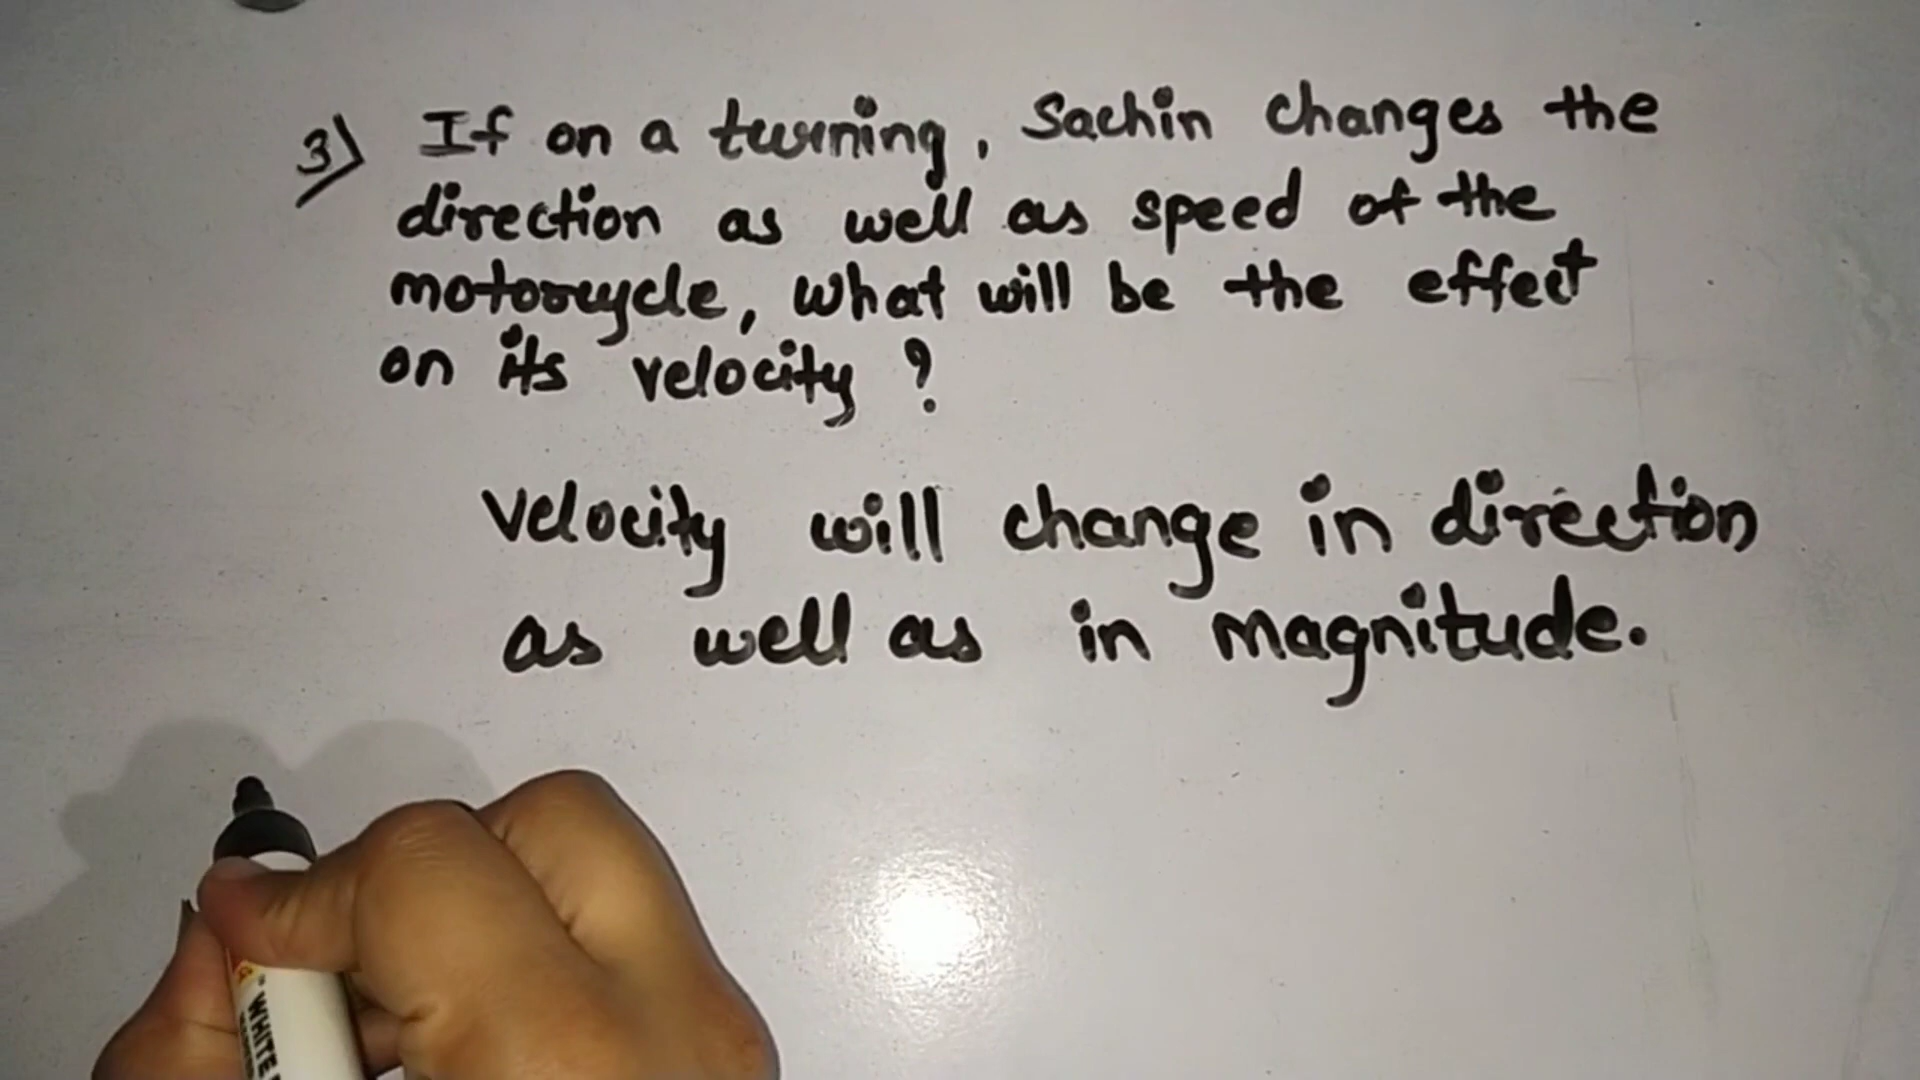 3) If on a turning, Sachin changes the
direction as well as speed of the
motorcycle, what will be the effect
on its velocity?
Velocity will change in direction
as well as in magnitude.
WHITE